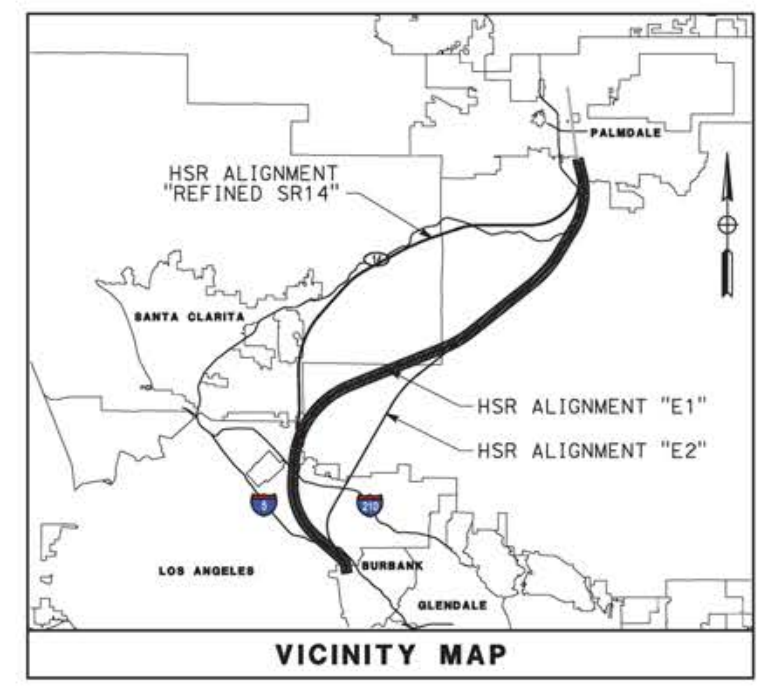 PALMDALE
HSR ALIGNMENT
"REFINED SR14"
14
SANTA CLARITA
HSR ALIGNMENT "E1"
HSR ALIGNMENT "E2"
5
210
LOS ANGELES
BURBANK
GLENDALE
VICINITY MAP